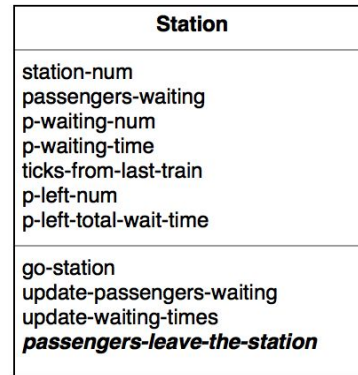 Station
station-num
passengers-waiting
p-waiting-num
p-waiting-time
ticks-from-last-train
p-left-num
p-left-total-wait-time
go-station
update-passengers-waiting
update-waiting-times
passengers-leave-the-station